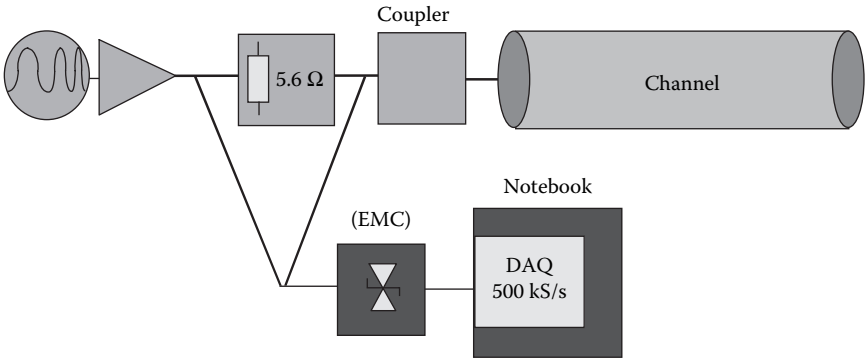 Coupler
5.6 Ω
Channel
Notebook
(EMC)
DAQ
500 kS/s